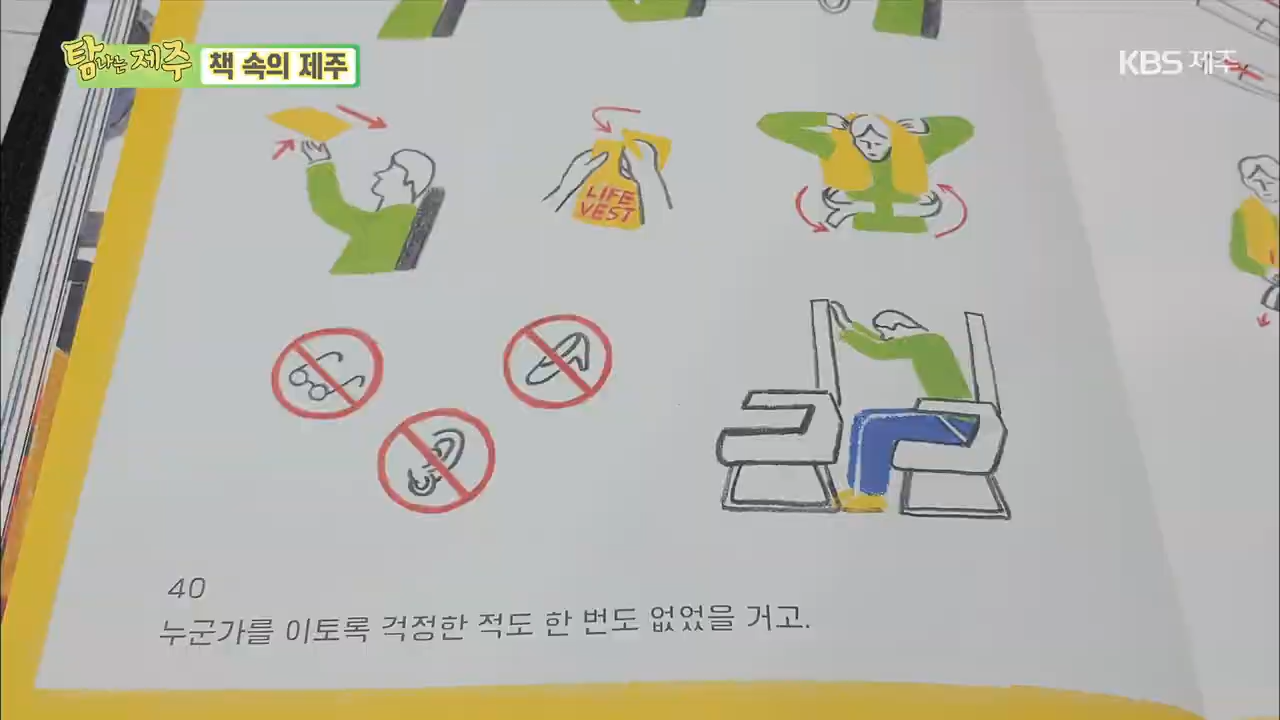 탐나는 제주
책 속의 제주
KBS 제주
LIFE
VEST
40
누군가를 이토록 걱정한 적도 한 번도 없었을 거고.